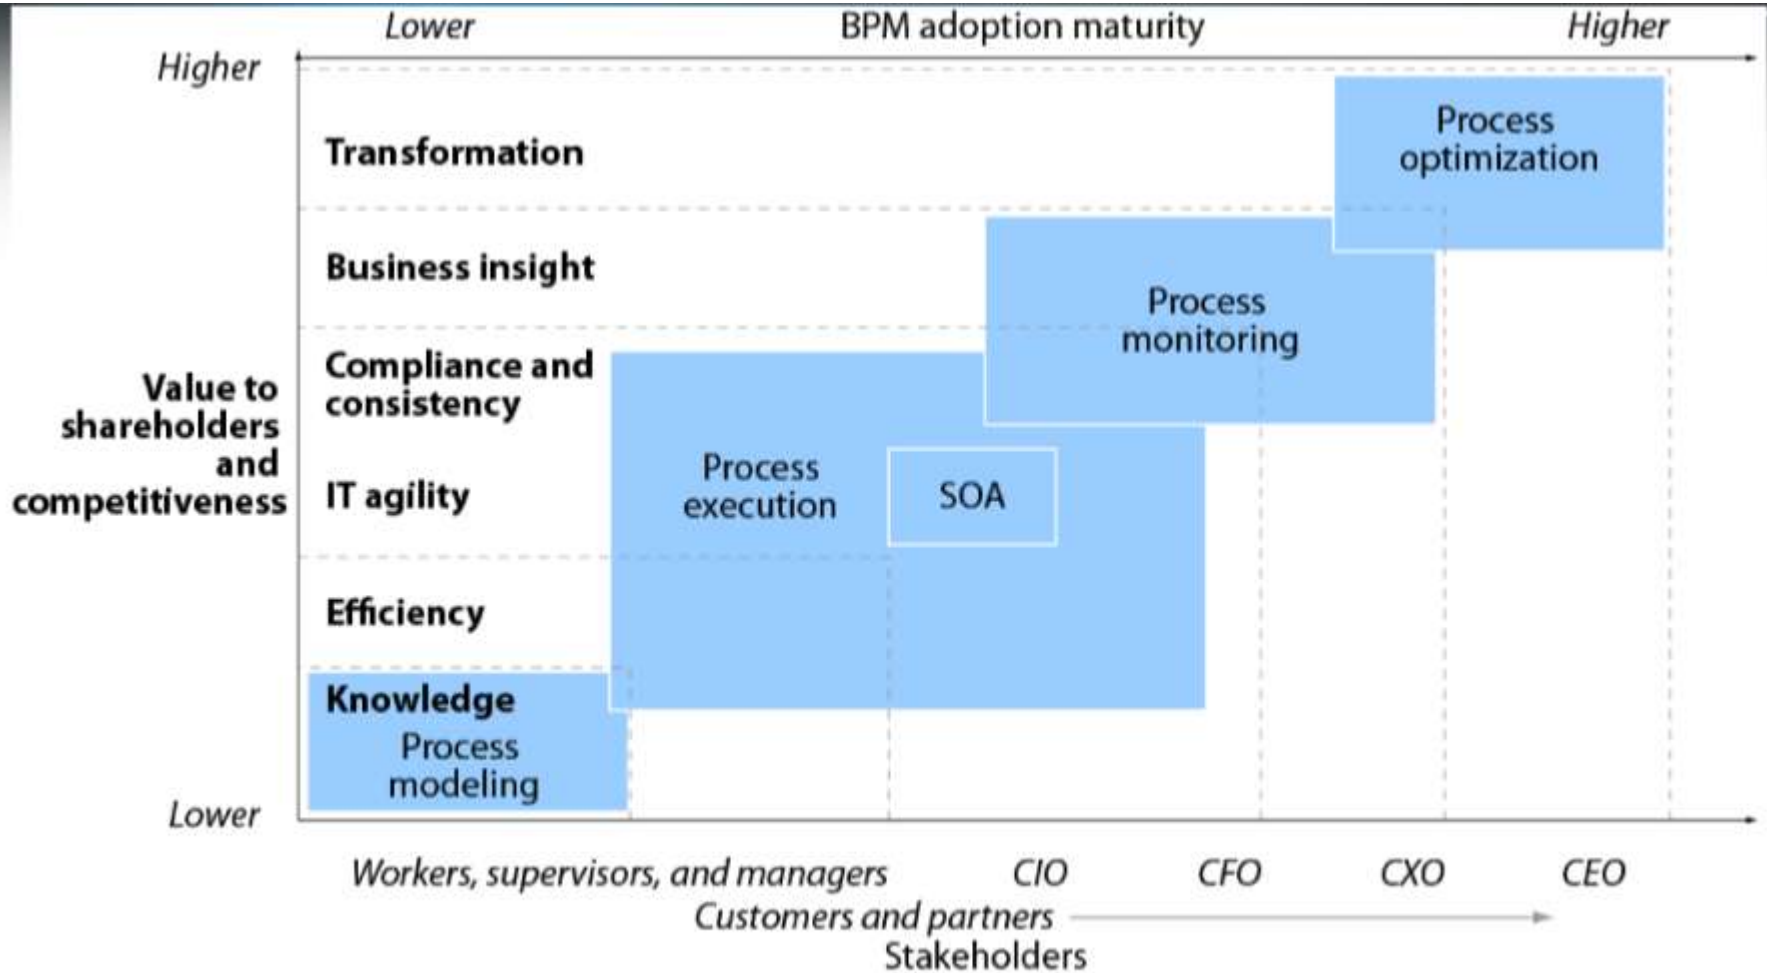 Lower BPM adoption maturity Higher
Higher
Transformation
Process
optimization
Business insight
Process
monitoring
Compliance and
consistency
Value to
shareholders
and
competitiveness
IT agility
Process
execution
SOA
Efficiency
Knowledge
Process
modeling
Lower
Workers, supervisors, and managers CIO CFO CXO CEO
Customers and partners
Stakeholders